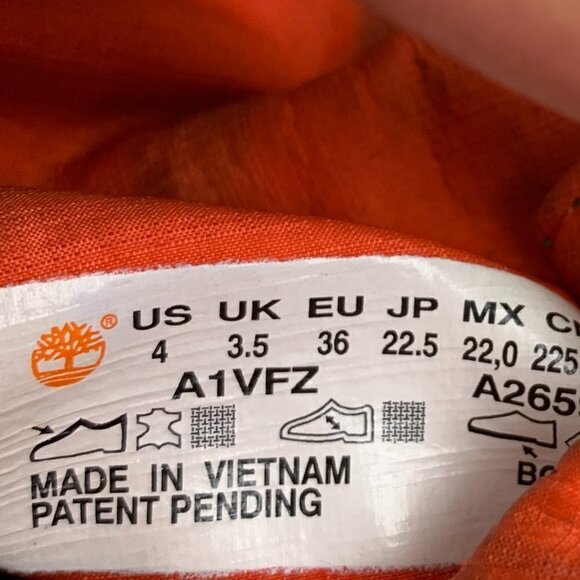 ® US UK EU JP MX
4 3.5 36 22.5 22,0 225
A1VFZ
MADE IN VIETNAM
PATENT PENDING